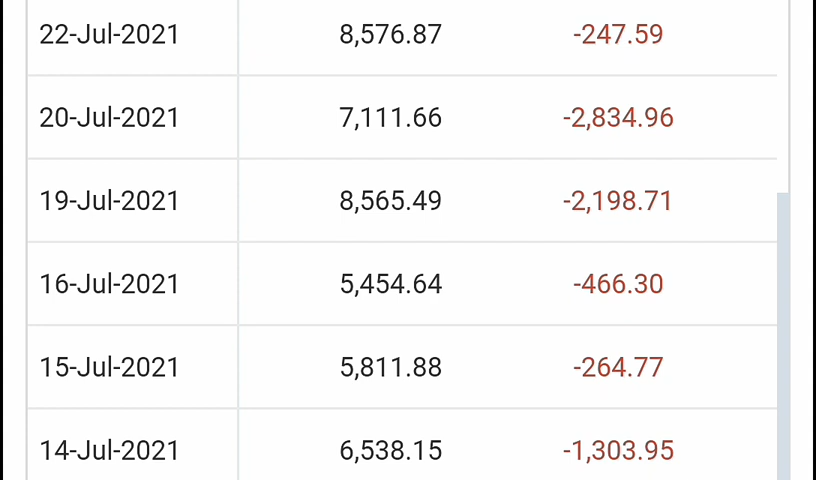 22-Jul-2021 8,576.87 -247.59
20-Jul-2021 7,111.66 -2,834.96
19-Jul-2021 8,565.49 -2,198.71
16-Jul-2021 5,454.64 -466.30
15-Jul-2021 5,811.88 -264.77
14-Jul-2021 6,538.15 -1,303.95